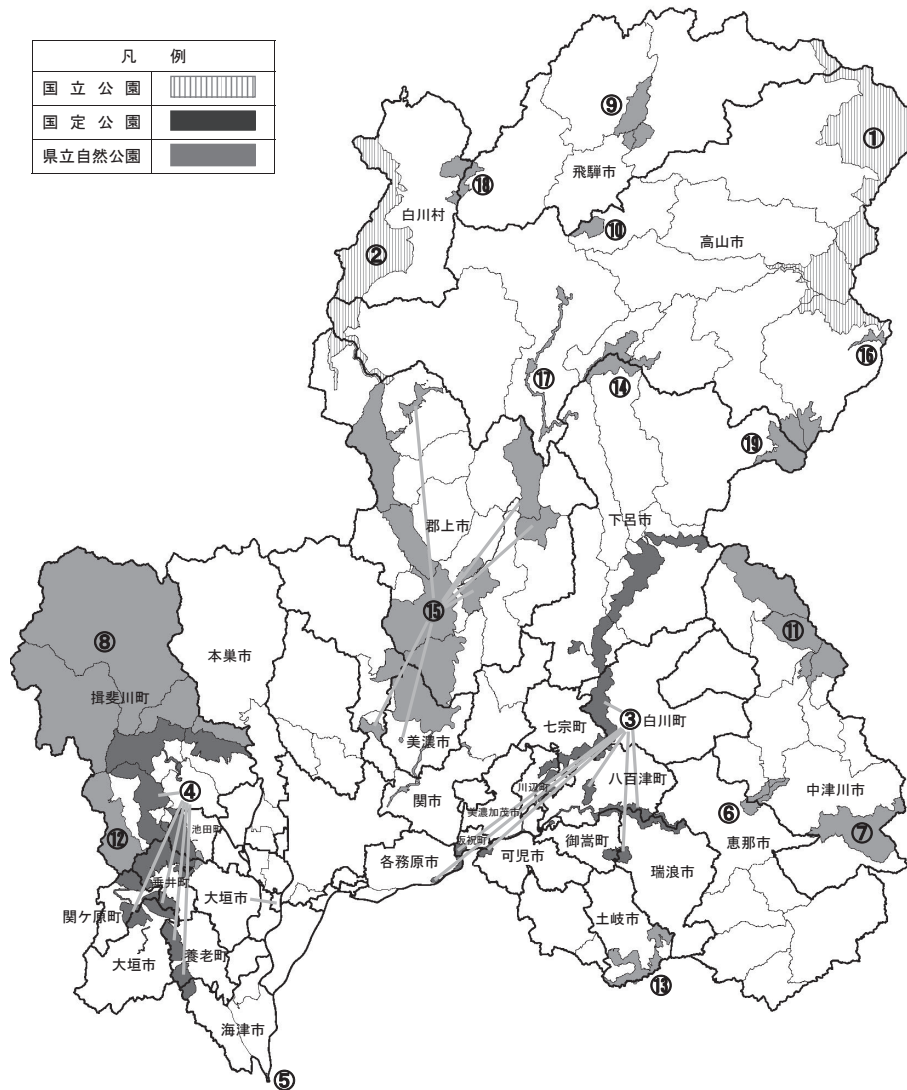 凡 例
国 立 公 園
国 定 公 園
県立自然公園
⑨
①
飛騨市
⑱
白川村
⑩
高山市
②
⑯
⑰
⑭
⑲
郡上市
下呂市
⑮
⑪
⑧
本巣市
揖斐川町
③
白川町
七宗町
美濃市
川辺町
八百津町
中津川市
④
関市
美濃加茂市
⑥
⑦
池田町
坂祝町
御嵩町
恵那市
⑫
各務原市
可児市
瑞浪市
垂井町
大垣市
関ケ原町
土岐市
養老町
大垣市
⑬
海津市
⑤